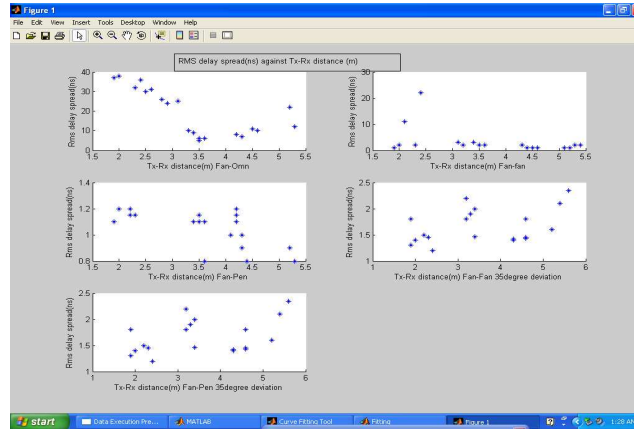 Figure 1
File Edit View Insert Tools Desktop Window Help
RMS delay spread(ns) against Tx-Rx distance (m)
Rms delay spread(ns)
40
30
20
10
0
1.5 2 2.5 3 3.5 4 4.5 5 5.5
Tx-Rx distance(m) Fan-Omn
Rms delay spread(ns)
30
20
10
0
1.5 2 2.5 3 3.5 4 4.5 5 5.5
Tx-Rx distance(m) Fan-fan
Rms delay spread(ns)
1.4
1.2
1
0.8
1.5 2 2.5 3 3.5 4 4.5 5 5.5
Tx-Rx distance(m) Fan-Pen
Rms delay spread(ns)
2.5
2
1.5
1
1 2 3 4 5 6
Tx-Rx distance(m) Fan-Fan 35degree deviation
Rms delay spread(ns)
2.5
2
1.5
1
1 2 3 4 5 6
Tx-Rx distance(m) Fan-Pen 35degree deviation
start
Data Execution Pre...
MATLAB
Curve Fitting Tool
Fitting
Figure 1
1:28 AM